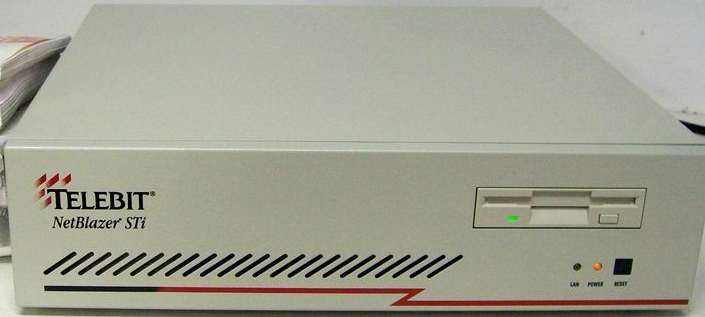 TELEBIT®
NetBlazer® STi
LAN POWER RESET